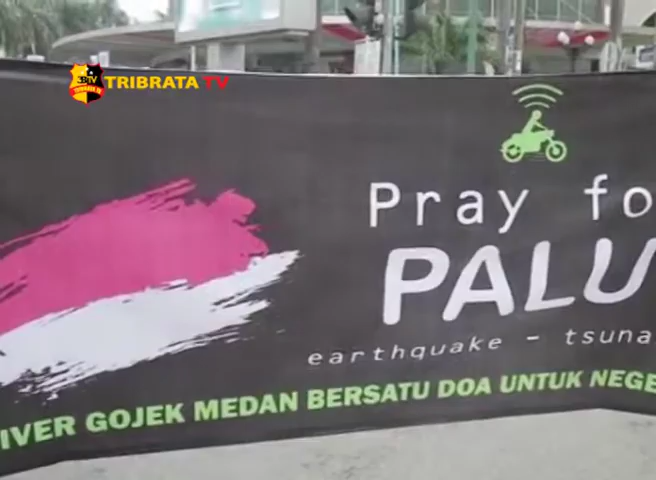 TRIBRATA TV
Pray fo
PALU
earthquake - tsuna
IVER GOJEK MEDAN BERSATU DOA UNTUK NEGE